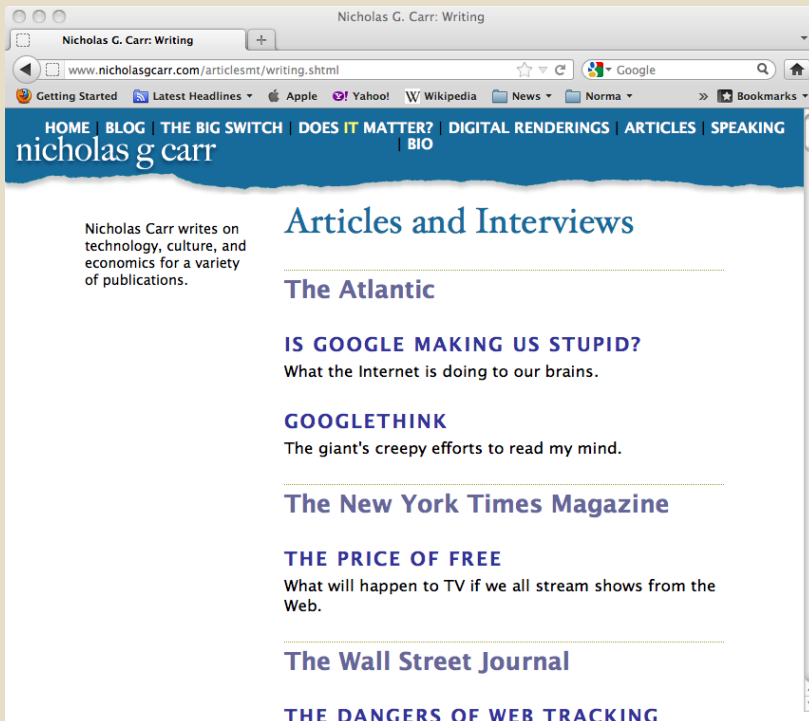 Nicholas G. Carr: Writing
Nicholas G. Carr: Writing
www.nicholasgcarr.com/articlesmt/writing.shtml
Google
Getting Started Latest Headlines Apple Yahoo! Wikipedia News Norma » Bookmarks
HOME | BLOG | THE BIG SWITCH | DOES IT MATTER? | DIGITAL RENDERINGS | ARTICLES | SPEAKING
| BIO
nicholas g carr
Nicholas Carr writes on
technology, culture, and
economics for a variety
of publications.
Articles and Interviews
The Atlantic
IS GOOGLE MAKING US STUPID?
What the Internet is doing to our brains.
GOOGLETHINK
The giant's creepy efforts to read my mind.
The New York Times Magazine
THE PRICE OF FREE
What will happen to TV if we all stream shows from the
Web.
The Wall Street Journal
THE DANGERS OF WEB TRACKING